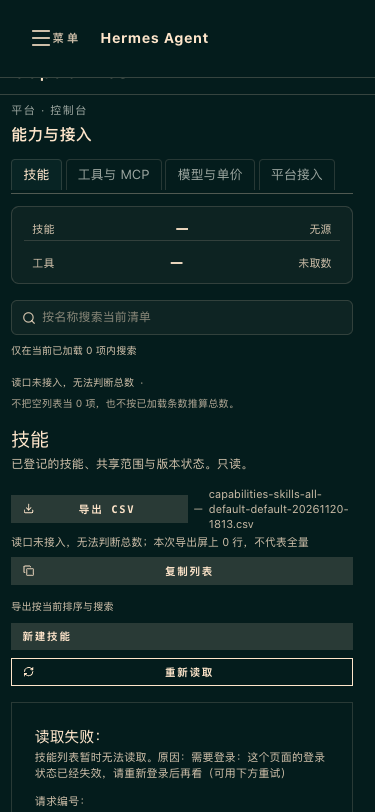 菜单 Hermes Agent
平台 · 控制台
能力与接入
技能 工具与 MCP 模型与单价 平台接入
技能 — 无源
工具 — 未取数
按名称搜索当前清单
仅在当前已加载 0 项内搜索
读口未接入，无法判断总数 ·
不把空列表当 0 项，也不按已加载条数推算总数。
技能
已登记的技能、共享范围与版本状态。只读。
导出 CSV — capabilities-skills-all-
default-default-20261120-
1813.csv
读口未接入，无法判断总数；本次导出屏上 0 行，不代表全量
复制列表
导出按当前排序与搜索
新建技能
重新读取
读取失败：
技能列表暂时无法读取。原因：需要登录：这个页面的登录
状态已经失效，请重新登录后再看（可用下方重试）
请求编号：